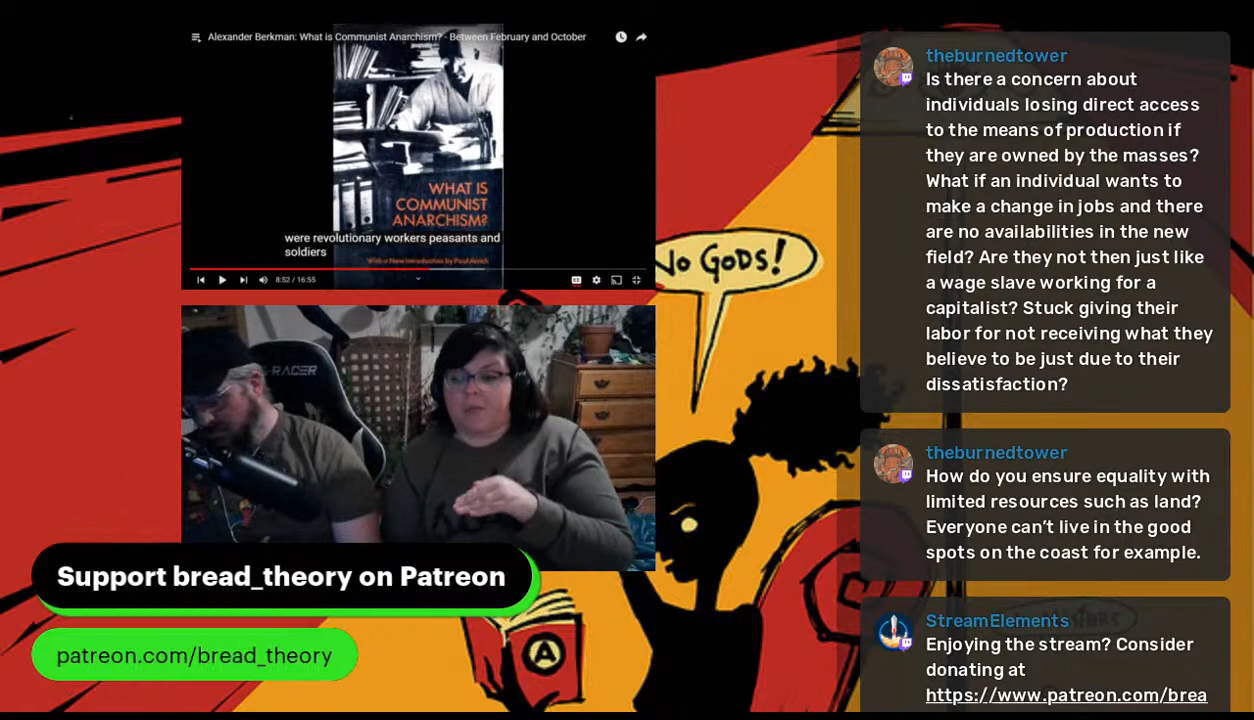 Alexander Berkman: What is Communist Anarchism? - Between February and October
WHAT IS
COMMUNIST
ANARCHISM?
were revolutionary workers peasants and
soldiers
With a New Introduction by Paul Avrich
8:52 / 16:55
NO GODS!
RACER
Support bread_theory on Patreon
patreon.com/bread_theory
A
theburnedtower
Is there a concern about
individuals losing direct access
to the means of production if
they are owned by the masses?
What if an individual wants to
make a change in jobs and there
are no availabilities in the new
field? Are they not then just like
a wage slave working for a
capitalist? Stuck giving their
labor for not receiving what they
believe to be just due to their
dissatisfaction?
theburnedtower
How do you ensure equality with
limited resources such as land?
Everyone can’t live in the good
spots on the coast for example.
StreamElements
Enjoying the stream? Consider
donating at
https://www.patreon.com/brea